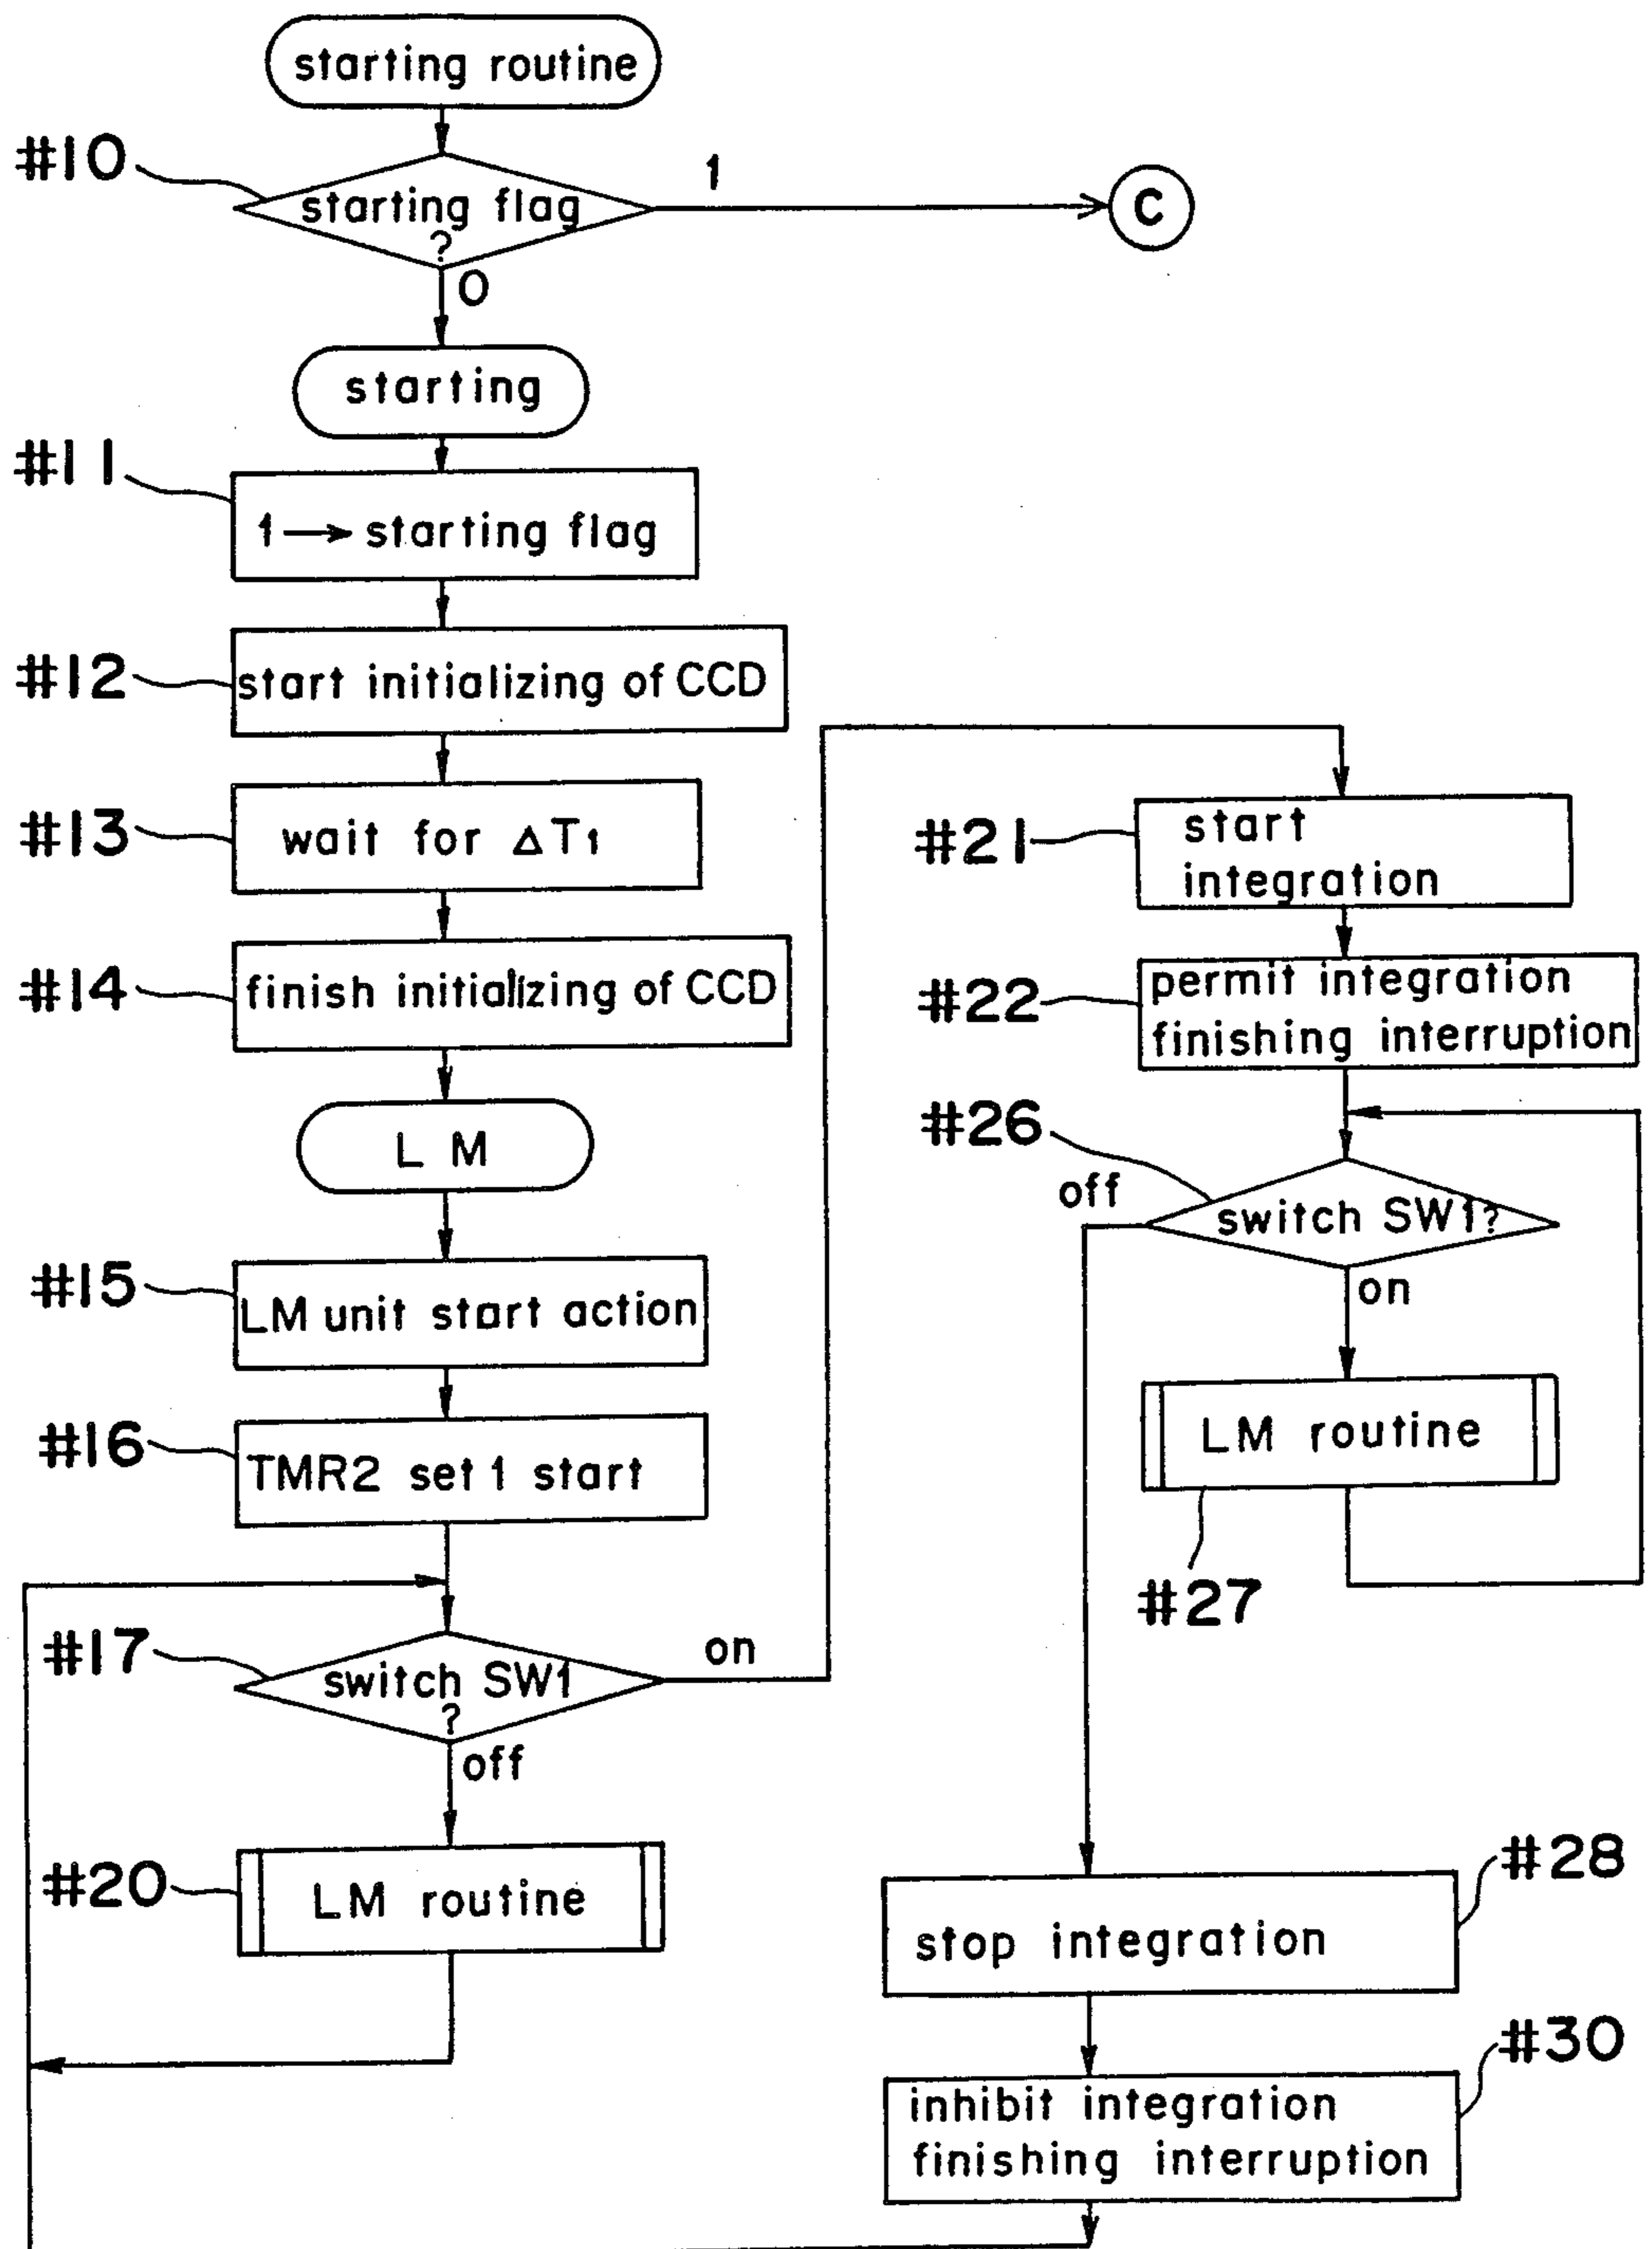 starting routine
#10
starting flag
?
1
C
0
starting
#11
1 → starting flag
#12
start initializing of CCD
#13
wait for ΔT1
#14
finish initializing of CCD
L M
#15
LM unit start action
#16
TMR2 set 1 start
#17
switch SW1
?
on
off
#20
LM routine
#21
start
integration
#22
permit integration
finishing interruption
#26
off
switch SW1?
on
LM routine
#27
#28
stop integration
#30
inhibit integration
finishing interruption